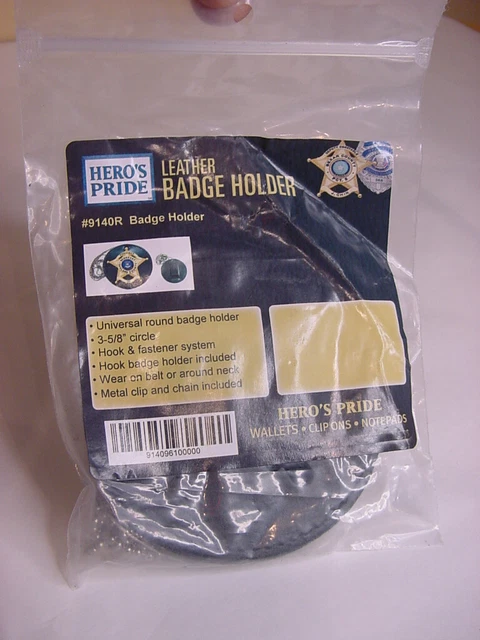 HERO'S
PRIDE
LEATHER
BADGE HOLDER
#9140R Badge Holder
• Universal round badge holder
• 3-5/8" circle
• Hook & fastener system
• Hook badge holder included
• Wear on belt or around neck
• Metal clip and chain included
914096100000
HERO'S PRIDE
WALLETS • CLIP ONS • NOTEPADS